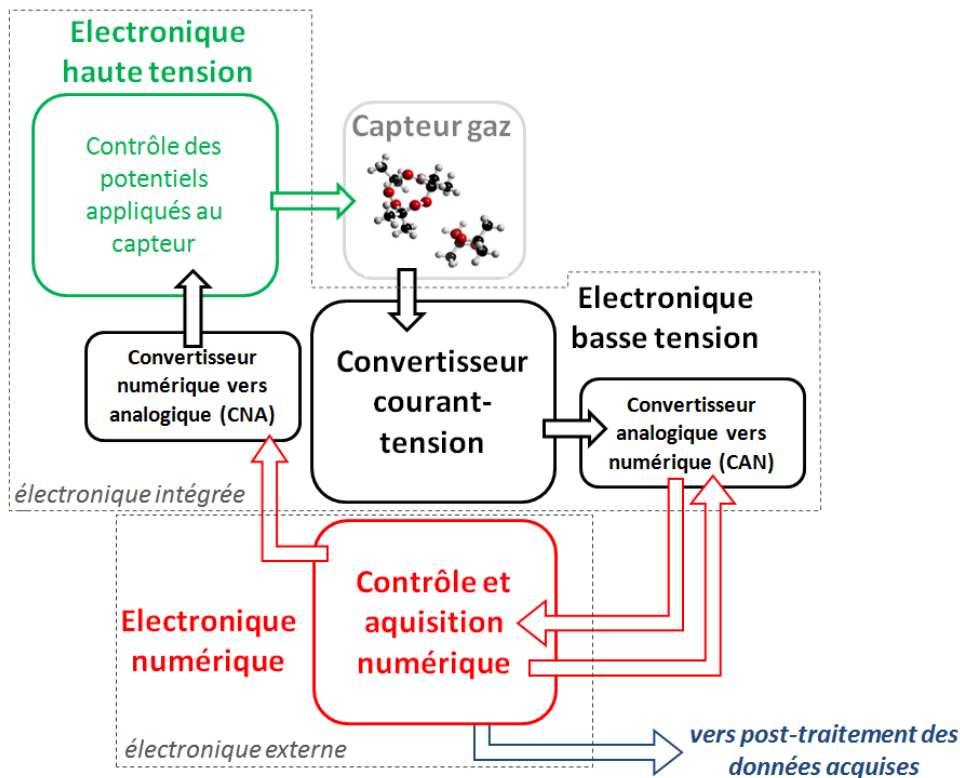 Electronique
haute tension
Contrôle des
potentiels
appliqués au
capteur
Capteur gaz
Electronique
basse tension
Convertisseur
numérique vers
analogique (CNA)
Convertisseur
courant-
tension
Convertisseur
analogique vers
numérique (CAN)
électronique intégrée
Electronique
numérique
Contrôle et
aquisition
numérique
électronique externe
vers post-traitement des
données acquises